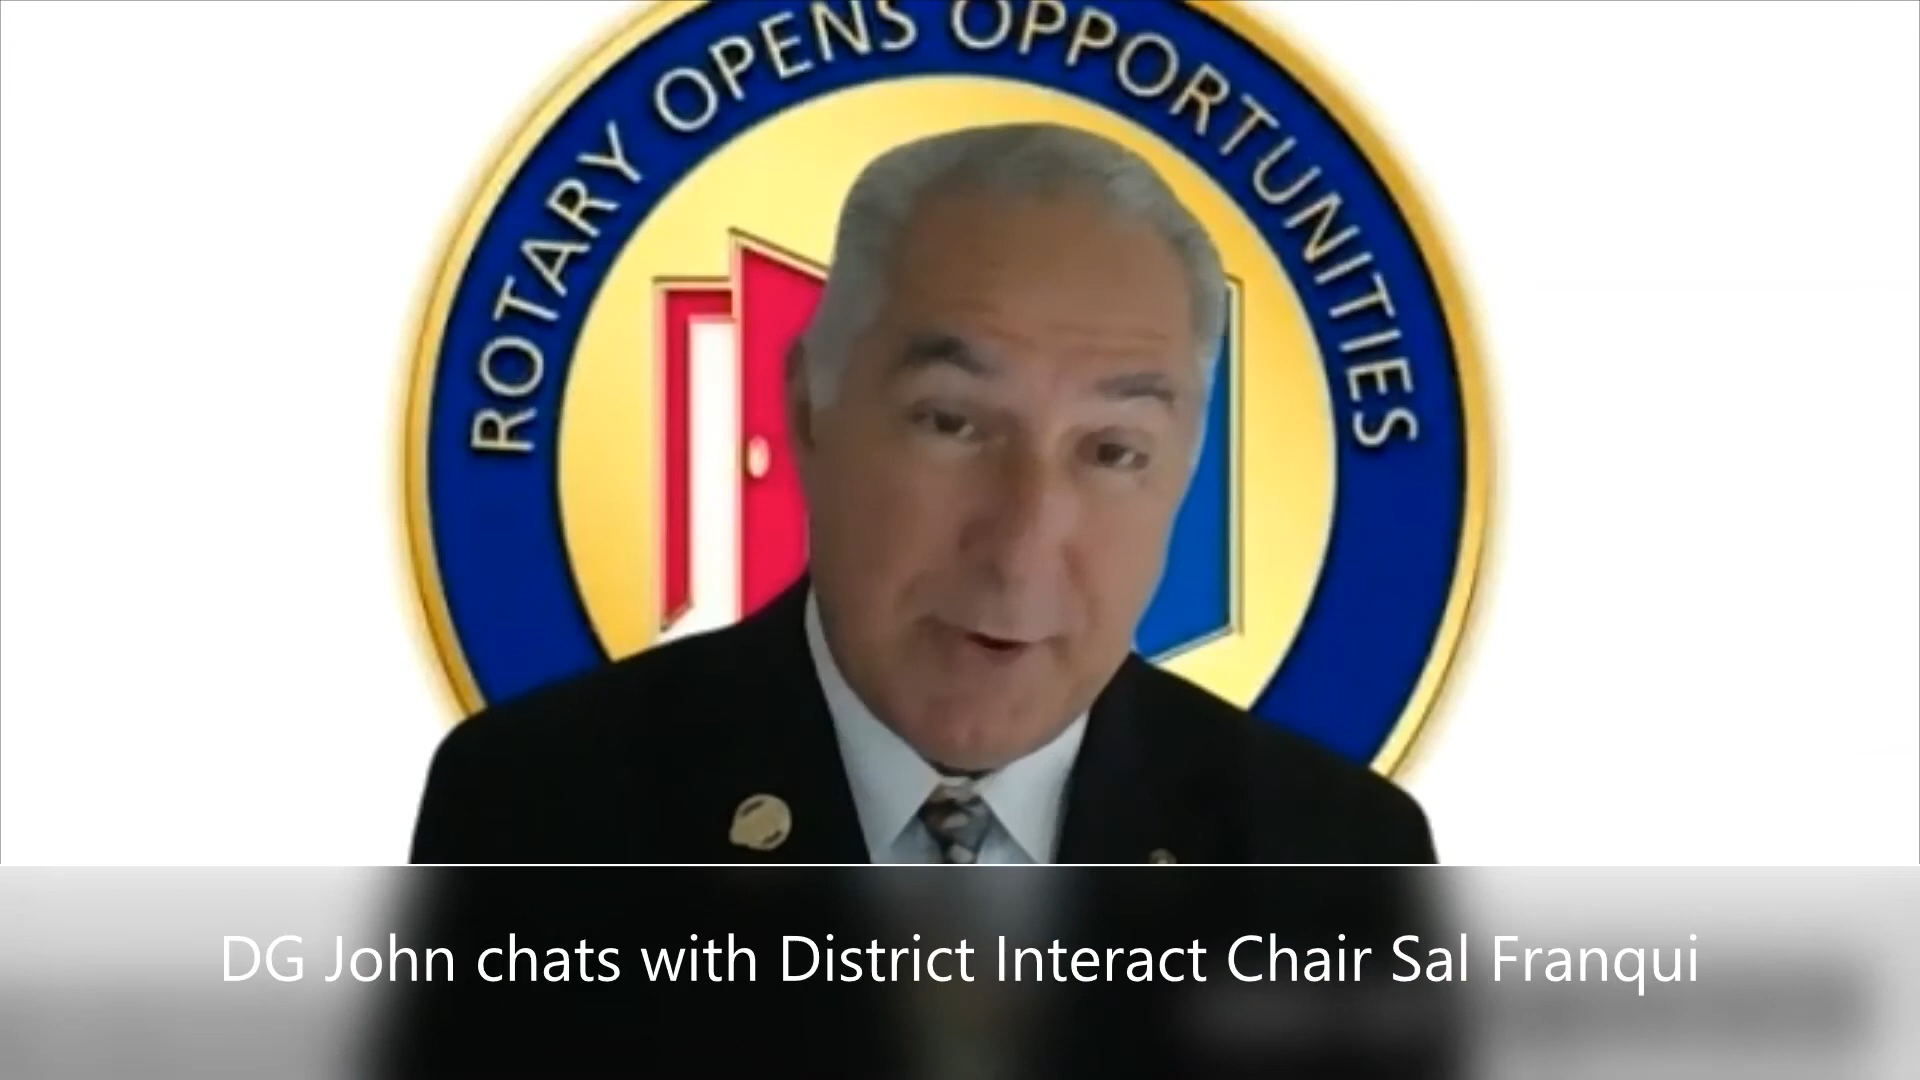 ROTARY OPENS OPPORTUNITIES
DG John chats with District Interact Chair Sal Franqui